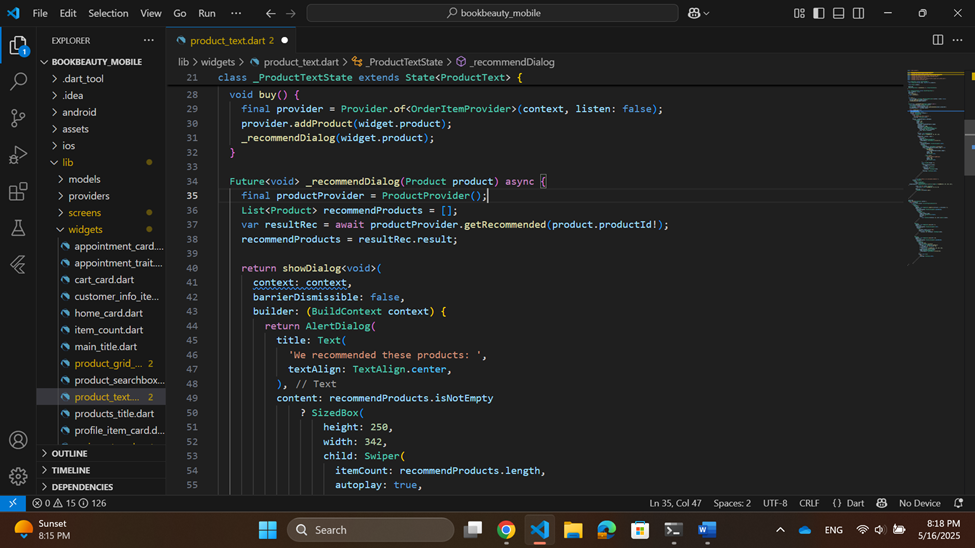 File Edit Selection View Go Run ··· bookbeauty_mobile
EXPLORER ···
BOOKBEAUTY_MOBILE
.dart_tool
.idea
android
assets
ios
lib
models
providers
screens
widgets
appointment_card....
appointment_trait....
cart_card.dart
customer_info_ite...
home_card.dart
item_count.dart
main_title.dart
product_grid_... 2
product_searchbox...
product_text.... 2
products_title.dart
profile_item_card.d...
OUTLINE
TIMELINE
DEPENDENCIES
1
product_text.dart 2
lib > widgets > product_text.dart > _ProductTextState > _recommendDialog
21 class _ProductTextState extends State<ProductText> {
28 void buy() {
29 final provider = Provider.of<OrderItemProvider>(context, listen: false);
30 provider.addProduct(widget.product);
31 _recommendDialog(widget.product);
32 }
33
34 Future<void> _recommendDialog(Product product) async {
35 final productProvider = ProductProvider();
36 List<Product> recommendProducts = [];
37 var resultRec = await productProvider.getRecommended(product.productId!);
38 recommendProducts = resultRec.result;
39
40 return showDialog<void>(
41 context: context,
42 barrierDismissible: false,
43 builder: (BuildContext context) {
44 return AlertDialog(
45 title: Text(
46 'We recommended these products: ',
47 textAlign: TextAlign.center,
48 ), // Text
49 content: recommendProducts.isNotEmpty
50 ? SizedBox(
51 height: 250,
52 width: 342,
53 child: Swiper(
54 itemCount: recommendProducts.length,
55 autoplay: true,
0 15 126 Ln 35, Col 47 Spaces: 2 UTF-8 CRLF {} Dart No Device
Sunset
8:15 PM
Search
ENG
8:18 PM
5/16/2025